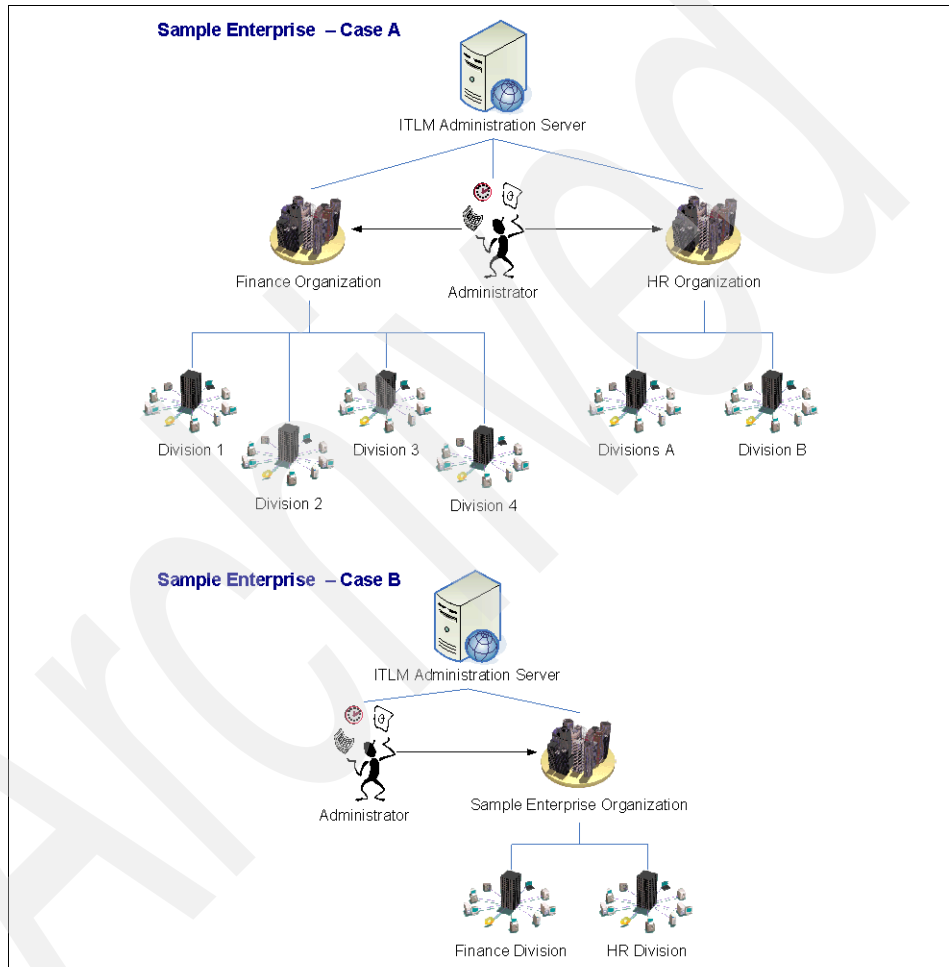 Sample Enterprise – Case A
ITLM Administration Server
Finance Organization
Administrator
HR Organization
Division 1
Division 2
Division 3
Division 4
Divisions A
Division B
Sample Enterprise – Case B
ITLM Administration Server
Administrator
Sample Enterprise Organization
Finance Division
HR Division
Archived